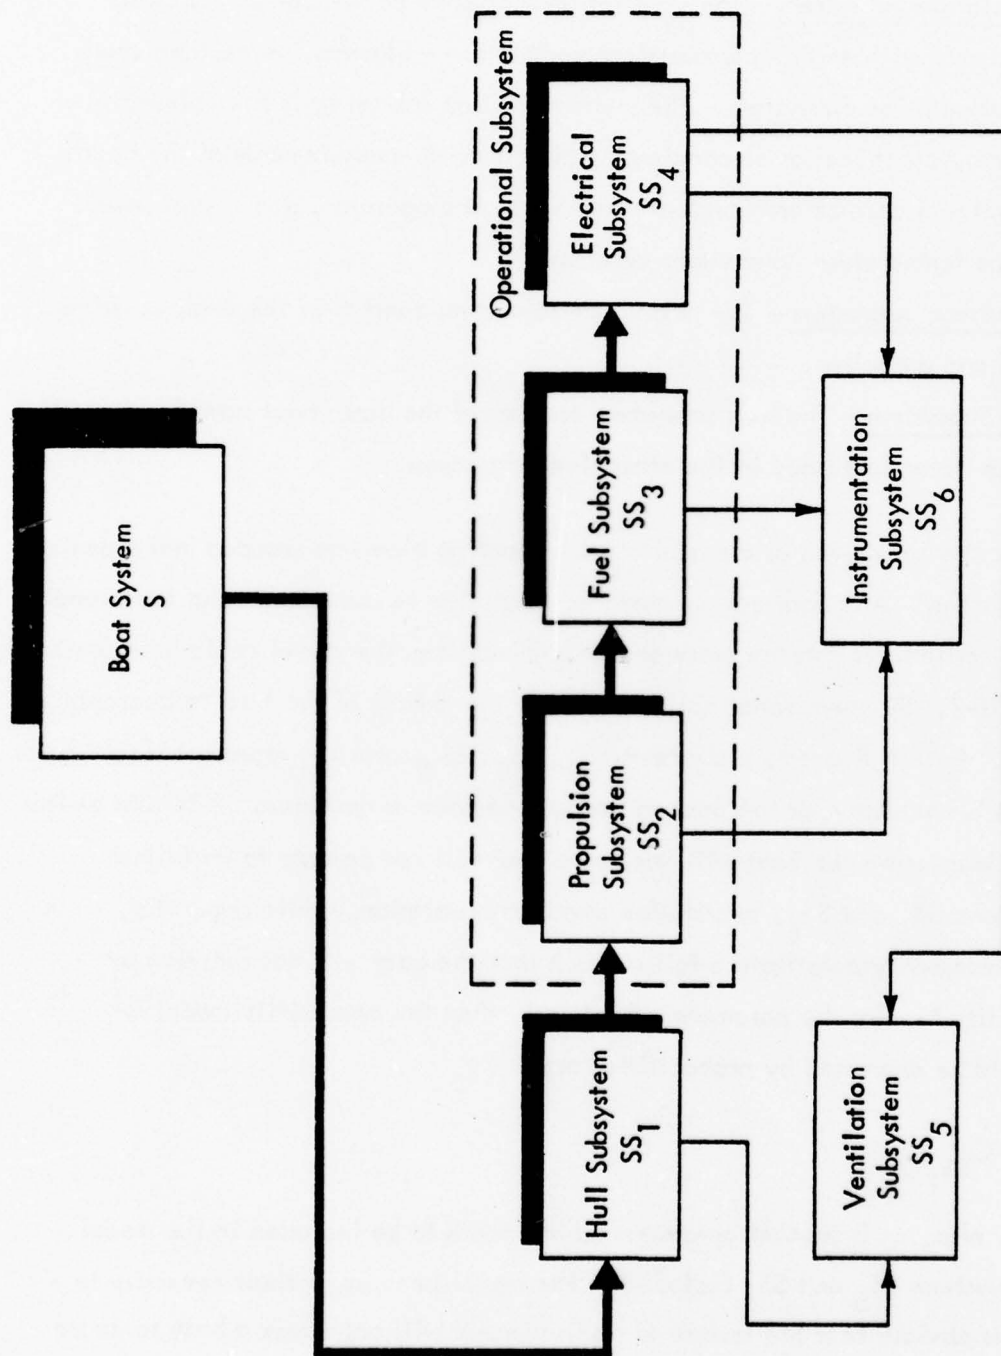 Boat System
S
Operational Subsystem
Hull Subsystem
SS1
Propulsion
Subsystem
SS2
Fuel Subsystem
SS3
Electrical
Subsystem
SS4
Ventilation
Subsystem
SS5
Instrumentation
Subsystem
SS6